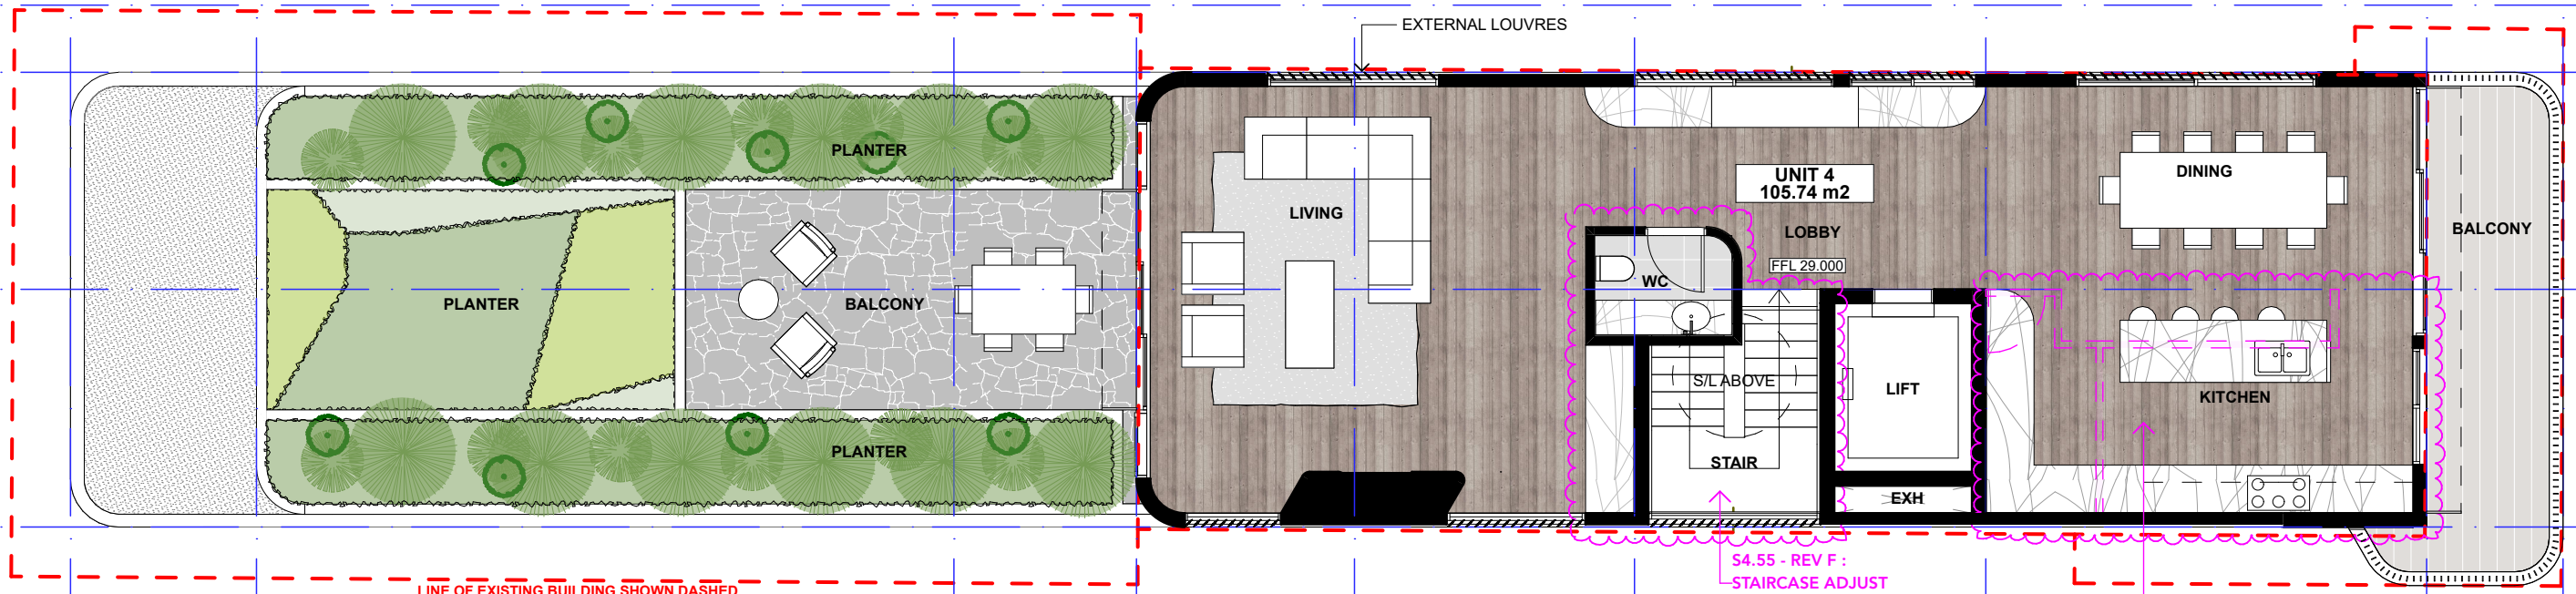 EXTERNAL LOUVRES
PLANTER
UNIT 4
105.74 m2
DINING
LIVING
LOBBY
BALCONY
FFL 29.000
WC
PLANTER
BALCONY
S/L ABOVE
LIFT
KITCHEN
PLANTER
STAIR
EXH
S4.55 - REV F :
STAIRCASE ADJUST
LINE OF EXISTING BUILDING SHOWN DASHED